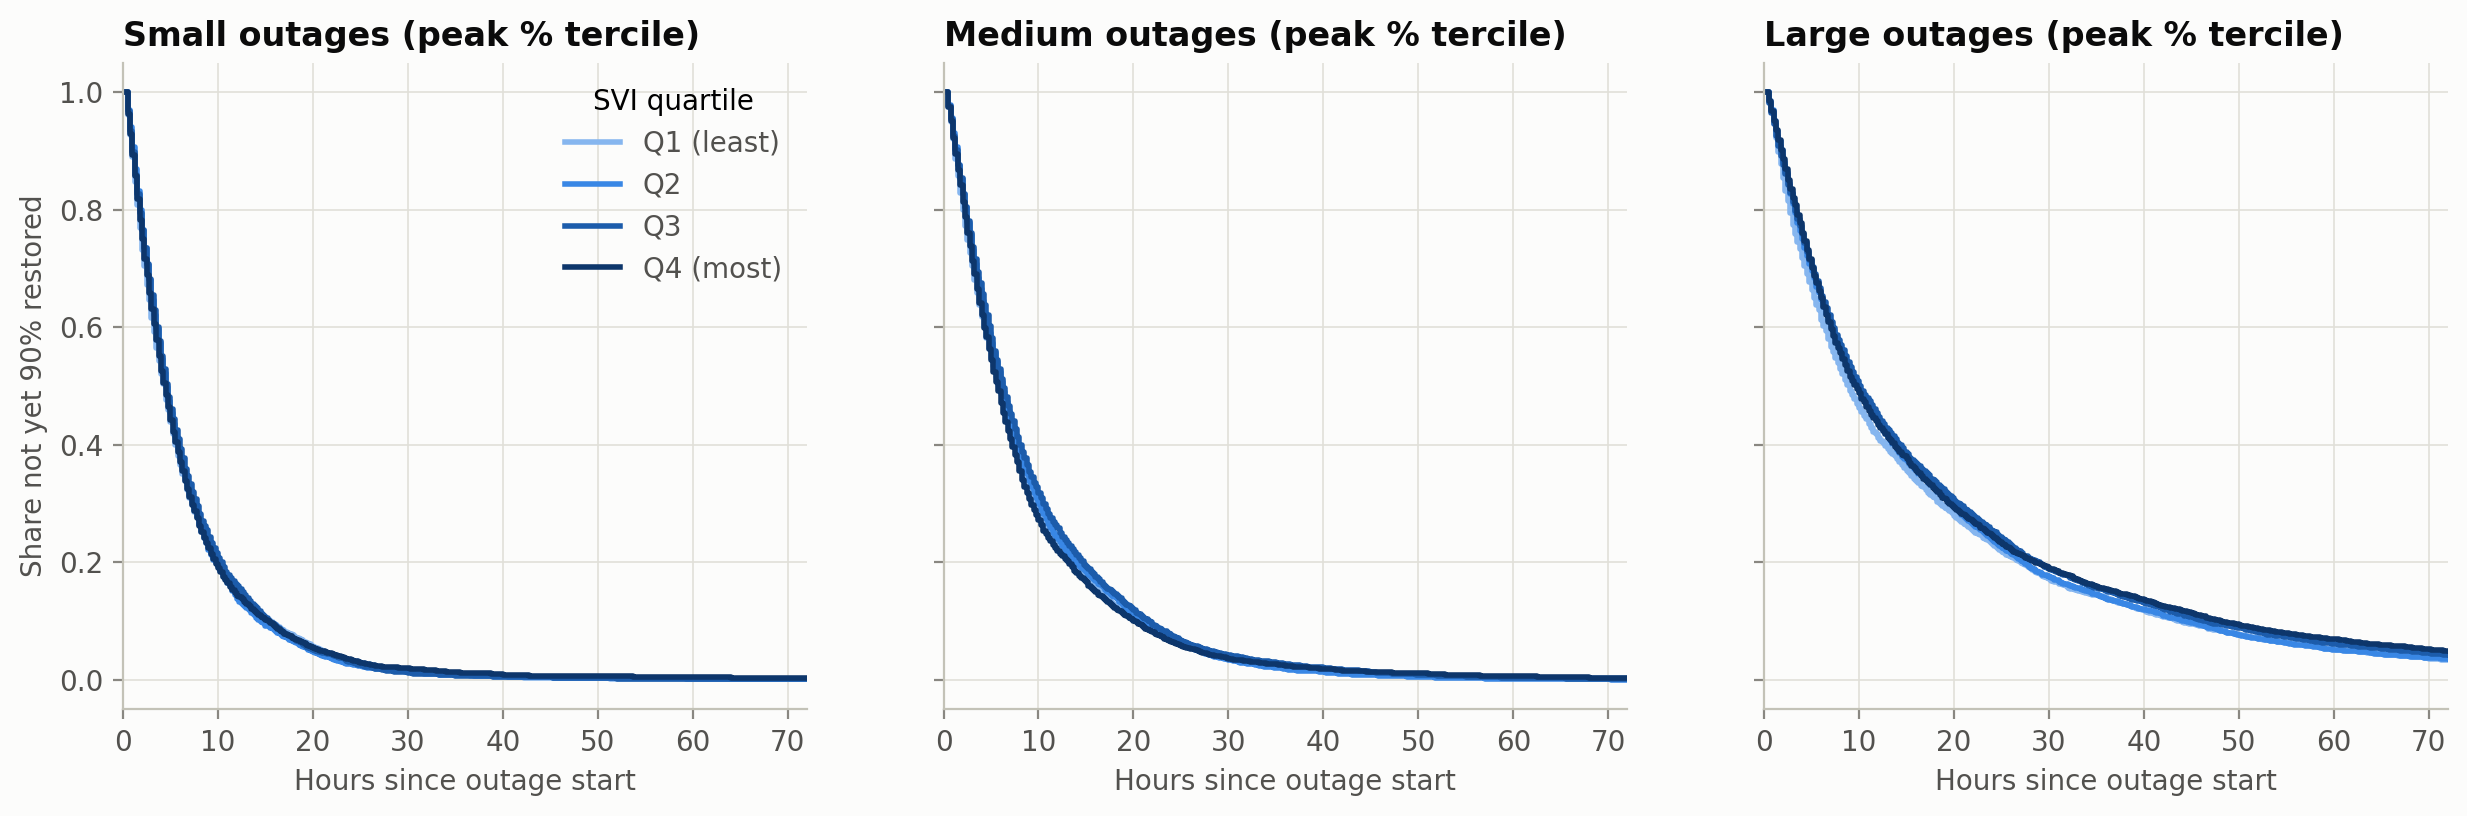 Small outages (peak % tercile)
Medium outages (peak % tercile)
Large outages (peak % tercile)
Share not yet 90% restored
1.0
0.8
0.6
0.4
0.2
0.0
SVI quartile
Q1 (least)
Q2
Q3
Q4 (most)
0 10 20 30 40 50 60 70
0 10 20 30 40 50 60 70
0 10 20 30 40 50 60 70
Hours since outage start
Hours since outage start
Hours since outage start